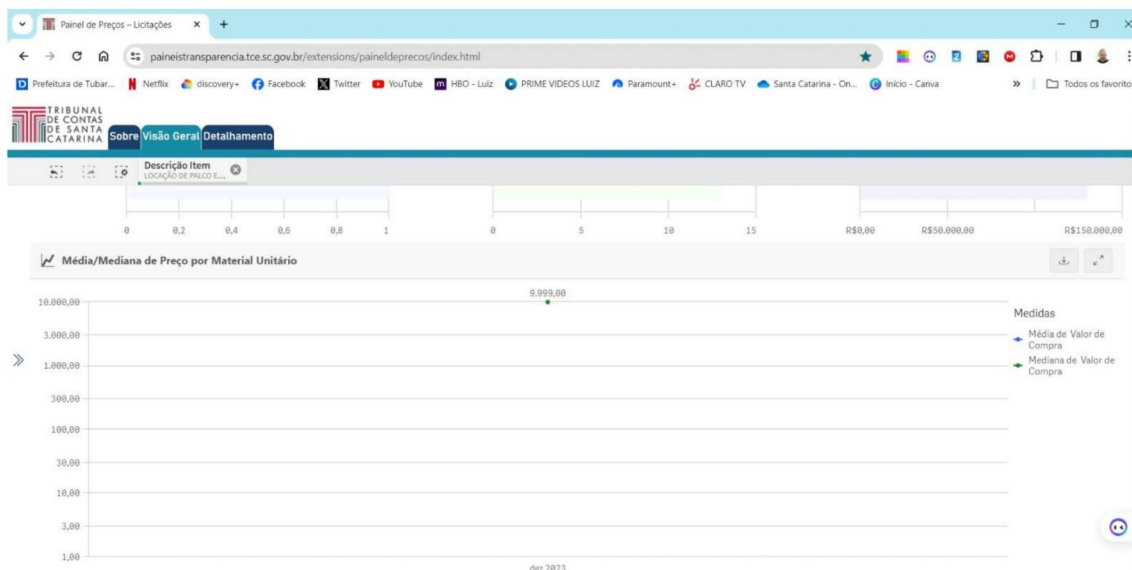 Painel de Preços – Licitações
paineistransparencia.tce.sc.gov.br/extensions/paineldeprecos/index.html
Prefeitura de Tubar... Netflix discovery+ Facebook Twitter YouTube HBO - Luiz PRIME VIDEOS LUIZ Paramount+ CLARO TV Santa Catarina - On... Início - Canva » Todos os favorito
TRIBUNAL
DE CONTAS
DE SANTA
CATARINA
Sobre Visão Geral Detalhamento
Descrição Item
LOCAÇÃO DE PALCO E...
0 0,2 0,4 0,6 0,8 1 0 5 10 15 R$0,00 R$50.000,00 R$150.000,00
Média/Mediana de Preço por Material Unitário
9.999,00
10.000,00
3.000,00
1.000,00
300,00
100,00
30,00
10,00
3,00
1,00
dez 2023
Medidas
Média de Valor de
Compra
Mediana de Valor de
Compra